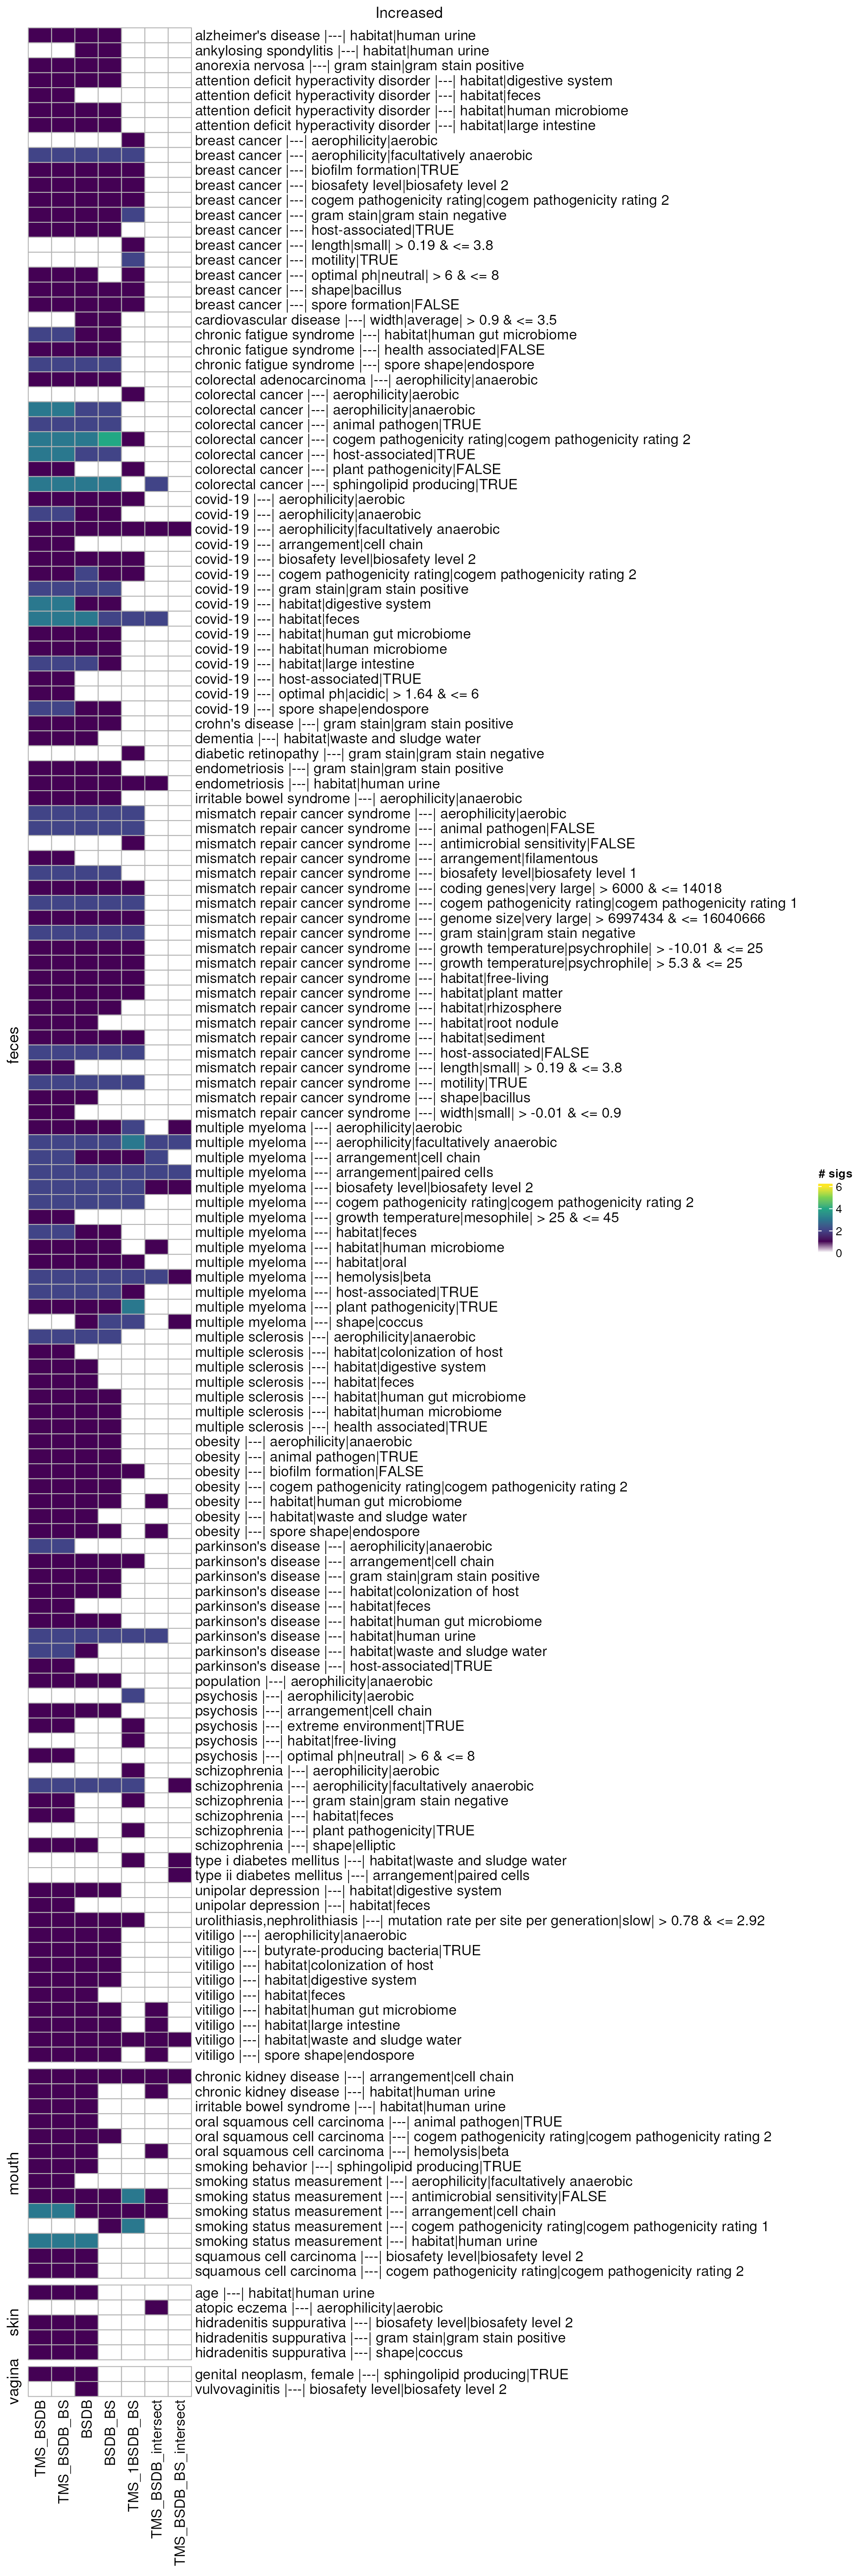 Increased
alzheimer's disease |---| habitat|human urine
ankylosing spondylitis |---| habitat|human urine
anorexia nervosa |---| gram stain|gram stain positive
attention deficit hyperactivity disorder |---| habitat|digestive system
attention deficit hyperactivity disorder |---| habitat|feces
attention deficit hyperactivity disorder |---| habitat|human microbiome
attention deficit hyperactivity disorder |---| habitat|large intestine
breast cancer |---| aerophilicity|aerobic
breast cancer |---| aerophilicity|facultatively anaerobic
breast cancer |---| biofilm formation|TRUE
breast cancer |---| biosafety level|biosafety level 2
breast cancer |---| cogem pathogenicity rating|cogem pathogenicity rating 2
breast cancer |---| gram stain|gram stain negative
breast cancer |---| host-associated|TRUE
breast cancer |---| length|small| > 0.19 & <= 3.8
breast cancer |---| motility|TRUE
breast cancer |---| optimal ph|neutral| > 6 & <= 8
breast cancer |---| shape|bacillus
breast cancer |---| spore formation|FALSE
cardiovascular disease |---| width|average| > 0.9 & <= 3.5
chronic fatigue syndrome |---| habitat|human gut microbiome
chronic fatigue syndrome |---| health associated|FALSE
chronic fatigue syndrome |---| spore shape|endospore
colorectal adenocarcinoma |---| aerophilicity|anaerobic
colorectal cancer |---| aerophilicity|aerobic
colorectal cancer |---| aerophilicity|anaerobic
colorectal cancer |---| animal pathogen|TRUE
colorectal cancer |---| cogem pathogenicity rating|cogem pathogenicity rating 2
colorectal cancer |---| host-associated|TRUE
colorectal cancer |---| plant pathogenicity|FALSE
colorectal cancer |---| sphingolipid producing|TRUE
covid-19 |---| aerophilicity|aerobic
covid-19 |---| aerophilicity|anaerobic
covid-19 |---| aerophilicity|facultatively anaerobic
covid-19 |---| arrangement|cell chain
covid-19 |---| biosafety level|biosafety level 2
covid-19 |---| cogem pathogenicity rating|cogem pathogenicity rating 2
covid-19 |---| gram stain|gram stain positive
covid-19 |---| habitat|digestive system
covid-19 |---| habitat|feces
covid-19 |---| habitat|human gut microbiome
covid-19 |---| habitat|human microbiome
covid-19 |---| habitat|large intestine
covid-19 |---| host-associated|TRUE
covid-19 |---| optimal ph|acidic| > 1.64 & <= 6
covid-19 |---| spore shape|endospore
crohn's disease |---| gram stain|gram stain positive
dementia |---| habitat|waste and sludge water
diabetic retinopathy |---| gram stain|gram stain negative
endometriosis |---| gram stain|gram stain positive
endometriosis |---| habitat|human urine
irritable bowel syndrome |---| aerophilicity|anaerobic
mismatch repair cancer syndrome |---| aerophilicity|aerobic
mismatch repair cancer syndrome |---| animal pathogen|FALSE
mismatch repair cancer syndrome |---| antimicrobial sensitivity|FALSE
mismatch repair cancer syndrome |---| arrangement|filamentous
mismatch repair cancer syndrome |---| biosafety level|biosafety level 1
mismatch repair cancer syndrome |---| coding genes|very large| > 6000 & <= 14018
mismatch repair cancer syndrome |---| cogem pathogenicity rating|cogem pathogenicity rating 1
mismatch repair cancer syndrome |---| genome size|very large| > 6997434 & <= 16040666
mismatch repair cancer syndrome |---| gram stain|gram stain negative
mismatch repair cancer syndrome |---| growth temperature|psychrophile| > -10.01 & <= 25
mismatch repair cancer syndrome |---| growth temperature|psychrophile| > 5.3 & <= 25
mismatch repair cancer syndrome |---| habitat|free-living
mismatch repair cancer syndrome |---| habitat|plant matter
mismatch repair cancer syndrome |---| habitat|rhizosphere
mismatch repair cancer syndrome |---| habitat|root nodule
mismatch repair cancer syndrome |---| habitat|sediment
mismatch repair cancer syndrome |---| host-associated|FALSE
mismatch repair cancer syndrome |---| length|small| > 0.19 & <= 3.8
mismatch repair cancer syndrome |---| motility|TRUE
mismatch repair cancer syndrome |---| shape|bacillus
mismatch repair cancer syndrome |---| width|small| > -0.01 & <= 0.9
multiple myeloma |---| aerophilicity|aerobic
multiple myeloma |---| aerophilicity|facultatively anaerobic
multiple myeloma |---| arrangement|cell chain
multiple myeloma |---| arrangement|paired cells
multiple myeloma |---| biosafety level|biosafety level 2
multiple myeloma |---| cogem pathogenicity rating|cogem pathogenicity rating 2
multiple myeloma |---| growth temperature|mesophile| > 25 & <= 45
multiple myeloma |---| habitat|feces
multiple myeloma |---| habitat|human microbiome
multiple myeloma |---| habitat|oral
multiple myeloma |---| hemolysis|beta
multiple myeloma |---| host-associated|TRUE
multiple myeloma |---| plant pathogenicity|TRUE
multiple myeloma |---| shape|coccus
multiple sclerosis |---| aerophilicity|anaerobic
multiple sclerosis |---| habitat|colonization of host
multiple sclerosis |---| habitat|digestive system
multiple sclerosis |---| habitat|feces
multiple sclerosis |---| habitat|human gut microbiome
multiple sclerosis |---| habitat|human microbiome
multiple sclerosis |---| health associated|TRUE
obesity |---| aerophilicity|anaerobic
obesity |---| animal pathogen|TRUE
obesity |---| biofilm formation|FALSE
obesity |---| cogem pathogenicity rating|cogem pathogenicity rating 2
obesity |---| habitat|human gut microbiome
obesity |---| habitat|waste and sludge water
obesity |---| spore shape|endospore
parkinson's disease |---| aerophilicity|anaerobic
parkinson's disease |---| arrangement|cell chain
parkinson's disease |---| gram stain|gram stain positive
parkinson's disease |---| habitat|colonization of host
parkinson's disease |---| habitat|feces
parkinson's disease |---| habitat|human gut microbiome
parkinson's disease |---| habitat|human urine
parkinson's disease |---| habitat|waste and sludge water
parkinson's disease |---| host-associated|TRUE
population |---| aerophilicity|anaerobic
psychosis |---| aerophilicity|aerobic
psychosis |---| arrangement|cell chain
psychosis |---| extreme environment|TRUE
psychosis |---| habitat|free-living
psychosis |---| optimal ph|neutral| > 6 & <= 8
schizophrenia |---| aerophilicity|aerobic
schizophrenia |---| aerophilicity|facultatively anaerobic
schizophrenia |---| gram stain|gram stain negative
schizophrenia |---| habitat|feces
schizophrenia |---| plant pathogenicity|TRUE
schizophrenia |---| shape|elliptic
type i diabetes mellitus |---| habitat|waste and sludge water
type ii diabetes mellitus |---| arrangement|paired cells
unipolar depression |---| habitat|digestive system
unipolar depression |---| habitat|feces
urolithiasis,nephrolithiasis |---| mutation rate per site per generation|slow| > 0.78 & <= 2.92
vitiligo |---| aerophilicity|anaerobic
vitiligo |---| butyrate-producing bacteria|TRUE
vitiligo |---| habitat|colonization of host
vitiligo |---| habitat|digestive system
vitiligo |---| habitat|feces
vitiligo |---| habitat|human gut microbiome
vitiligo |---| habitat|large intestine
vitiligo |---| habitat|waste and sludge water
vitiligo |---| spore shape|endospore
chronic kidney disease |---| arrangement|cell chain
chronic kidney disease |---| habitat|human urine
irritable bowel syndrome |---| habitat|human urine
oral squamous cell carcinoma |---| animal pathogen|TRUE
oral squamous cell carcinoma |---| cogem pathogenicity rating|cogem pathogenicity rating 2
oral squamous cell carcinoma |---| hemolysis|beta
smoking behavior |---| sphingolipid producing|TRUE
smoking status measurement |---| aerophilicity|facultatively anaerobic
smoking status measurement |---| antimicrobial sensitivity|FALSE
smoking status measurement |---| arrangement|cell chain
smoking status measurement |---| cogem pathogenicity rating|cogem pathogenicity rating 1
smoking status measurement |---| habitat|human urine
squamous cell carcinoma |---| biosafety level|biosafety level 2
squamous cell carcinoma |---| cogem pathogenicity rating|cogem pathogenicity rating 2
age |---| habitat|human urine
atopic eczema |---| aerophilicity|aerobic
hidradenitis suppurativa |---| biosafety level|biosafety level 2
hidradenitis suppurativa |---| gram stain|gram stain positive
hidradenitis suppurativa |---| shape|coccus
genital neoplasm, female |---| sphingolipid producing|TRUE
vulvovaginitis |---| biosafety level|biosafety level 2
feces
mouth
skin
vagina
TMS_BSDB
TMS_BSDB_BS
BSDB
BSDB_BS
TMS_1BSDB_BS
TMS_BSDB_intersect
TMS_BSDB_BS_intersect
# sigs
6
4
2
0